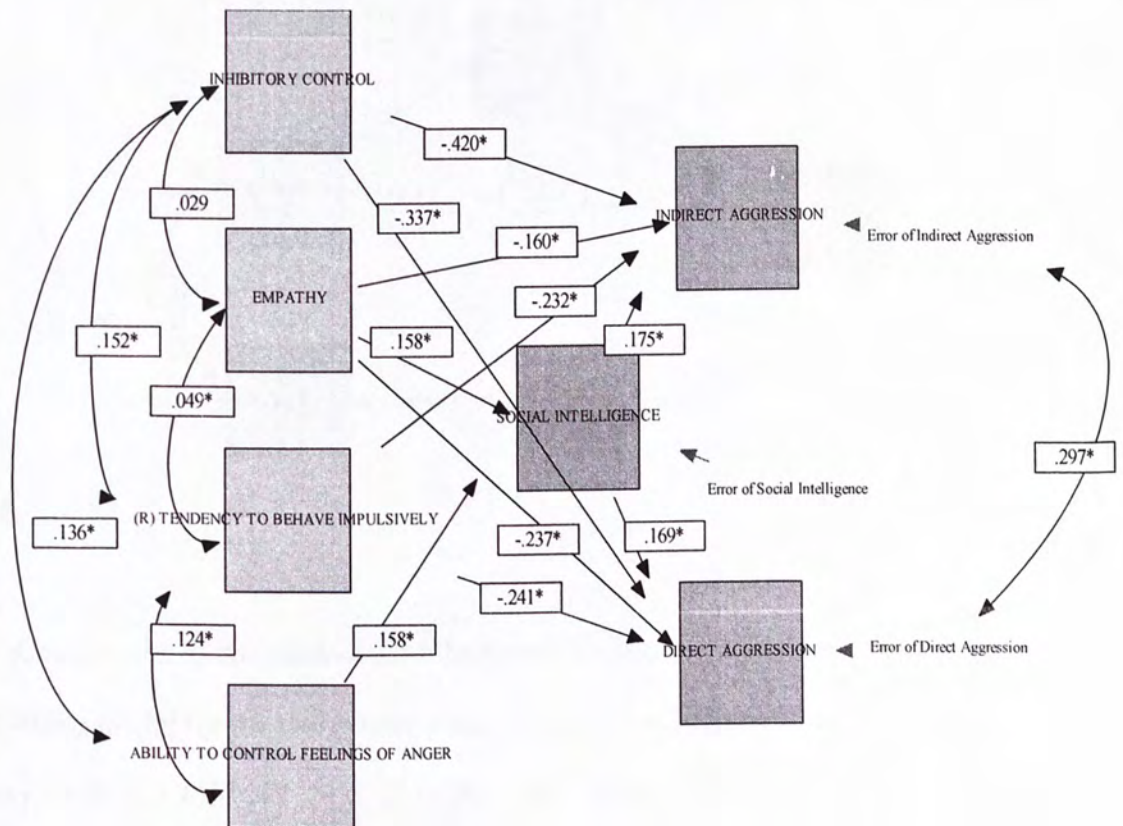 INHIBITORY CONTROL
-.420*
.029
-.337*
INDIRECT AGGRESSION
Error of Indirect Aggression
-.160*
EMPATHY
-.232*
.152*
.158*
.175*
.049*
SOCIAL INTELLIGENCE
.297*
Error of Social Intelligence
(R) TENDENCY TO BEHAVE IMPULSIVELY
.136*
-.237*
.169*
-.241*
.124*
.158*
DIRECT AGGRESSION
Error of Direct Aggression
ABILITY TO CONTROL FEELINGS OF ANGER